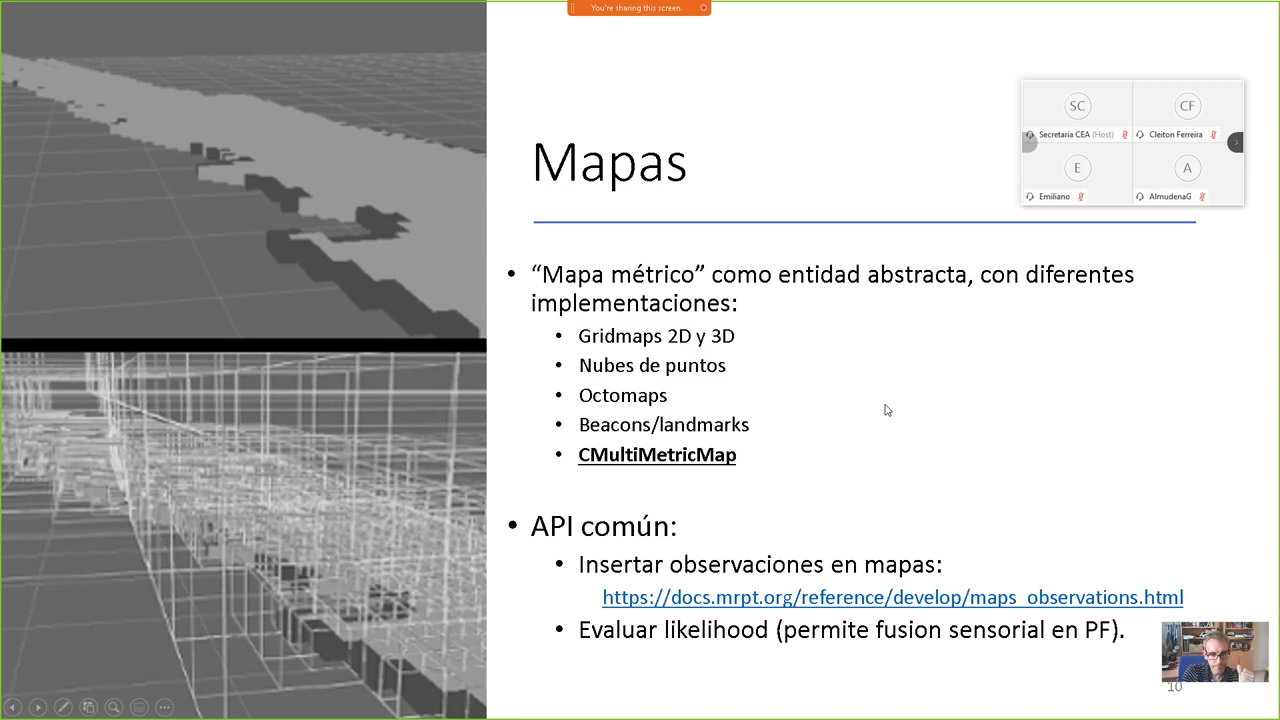 You're sharing this screen.
SC
CF
Secretaria CEA (Host)
Cleiton Ferreira
E
A
Emiliano
AlmudenaG
Mapas
• “Mapa métrico” como entidad abstracta, con diferentes
implementaciones:
• Gridmaps 2D y 3D
• Nubes de puntos
• Octomaps
• Beacons/landmarks
• CMultiMetricMap
• API común:
• Insertar observaciones en mapas:
https://docs.mrpt.org/reference/develop/maps_observations.html
• Evaluar likelihood (permite fusion sensorial en PF).
10